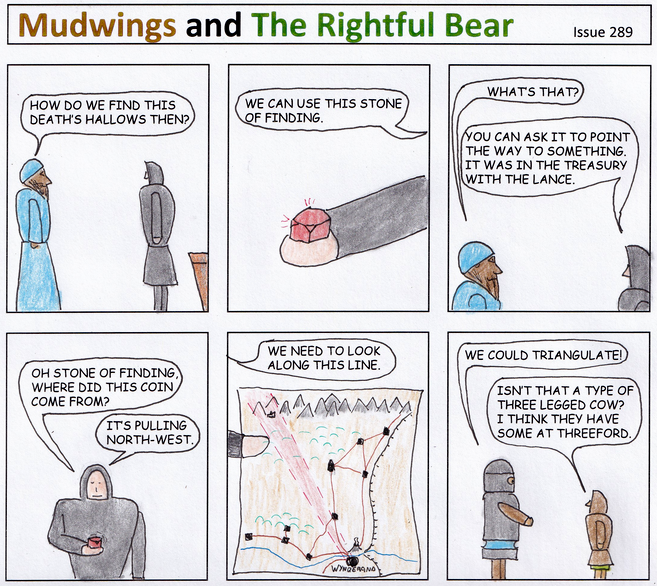 Mudwings and The Rightful Bear
Issue 289
HOW DO WE FIND THIS
DEATH'S HALLOWS THEN?
WE CAN USE THIS STONE
OF FINDING.
WHAT'S THAT?
YOU CAN ASK IT TO POINT
THE WAY TO SOMETHING.
IT WAS IN THE TREASURY
WITH THE LANCE.
OH STONE OF FINDING,
WHERE DID THIS COIN
COME FROM?
IT'S PULLING
NORTH-WEST.
WE NEED TO LOOK
ALONG THIS LINE.
WYNDERAND
WE COULD TRIANGULATE!
ISN'T THAT A TYPE OF
THREE LEGGED COW?
I THINK THEY HAVE
SOME AT THREEFORD.